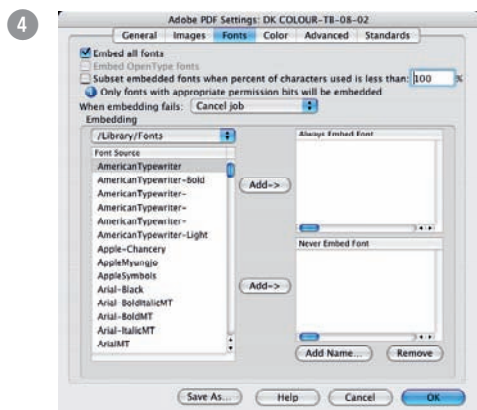 4
Adobe PDF Settings: DK COLOUR-TB-08-02
General Images Fonts Color Advanced Standards
Embed all fonts
Embed OpenType fonts
Subset embedded fonts when percent of characters used is less than: 100 %
Only fonts with appropriate permission bits will be embedded
When embedding fails: Cancel job
Embedding
/Library/Fonts
Font Source
AmericanTypewriter
AmericanTypewriter-Bold
AmericanTypewriter-
AmericanTypewriter-
AmericanTypewriter-
AmericanTypewriter-Light
Apple-Chancery
AppleMyungjo
AppleSymbols
Arial-Black
Arial-BoldItalicMT
Arial-BoldMT
Arial-ItalicMT
ArialMT
Add->
Add->
Always Embed Font
Never Embed Font
Add Name... Remove
Save As... Help Cancel OK